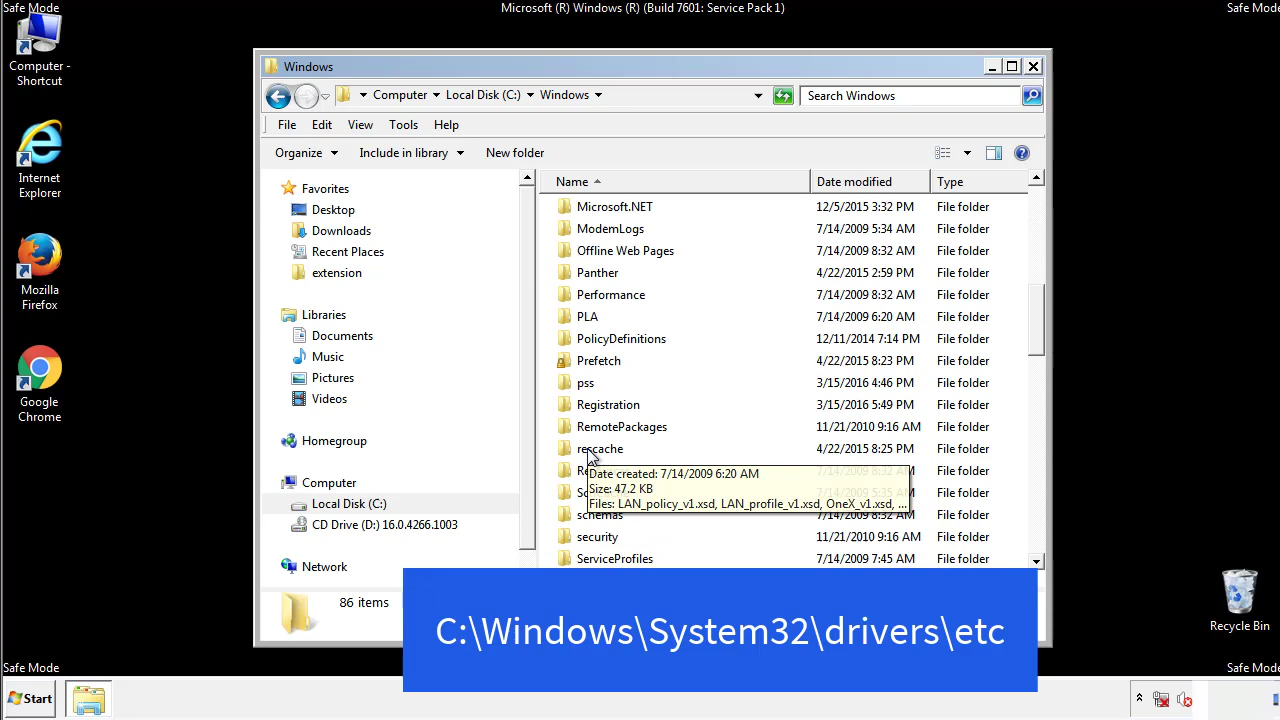 Safe Mode
Microsoft (R) Windows (R) (Build 7601: Service Pack 1)
Safe Mode
Computer -
Shortcut
Internet
Explorer
Mozilla
Firefox
Google
Chrome
Windows
Computer
Local Disk (C:)
Windows
Search Windows
File
Edit
View
Tools
Help
Organize
Include in library
New folder
Favorites
Desktop
Downloads
Recent Places
extension
Libraries
Documents
Music
Pictures
Videos
Homegroup
Computer
Local Disk (C:)
CD Drive (D:) 16.0.4266.1003
Network
Name Date modified Type
Microsoft.NET 12/5/2015 3:32 PM File folder
ModemLogs 7/14/2009 5:34 AM File folder
Offline Web Pages 7/14/2009 8:32 AM File folder
Panther 4/22/2015 2:59 PM File folder
Performance 7/14/2009 8:32 AM File folder
PLA 7/14/2009 6:20 AM File folder
PolicyDefinitions 12/11/2014 7:14 PM File folder
Prefetch 4/22/2015 8:23 PM File folder
pss 3/15/2016 4:46 PM File folder
Registration 3/15/2016 5:49 PM File folder
RemotePackages 11/21/2010 9:16 AM File folder
rescache 4/22/2015 8:25 PM File folder
7/14/2009 8:32 AM File folder
7/14/2009 5:35 AM File folder
schemas 7/14/2009 8:32 AM File folder
security 11/21/2010 9:16 AM File folder
ServiceProfiles 7/14/2009 7:45 AM File folder
Date created: 7/14/2009 6:20 AM
Size: 47,2 KB
Files: LAN_policy_v1.xsd, LAN_profile_v1.xsd, OneX_v1.xsd, ...
86 items
C:\Windows\System32\drivers\etc
Recycle Bin
Safe Mode
Safe Mode
Start